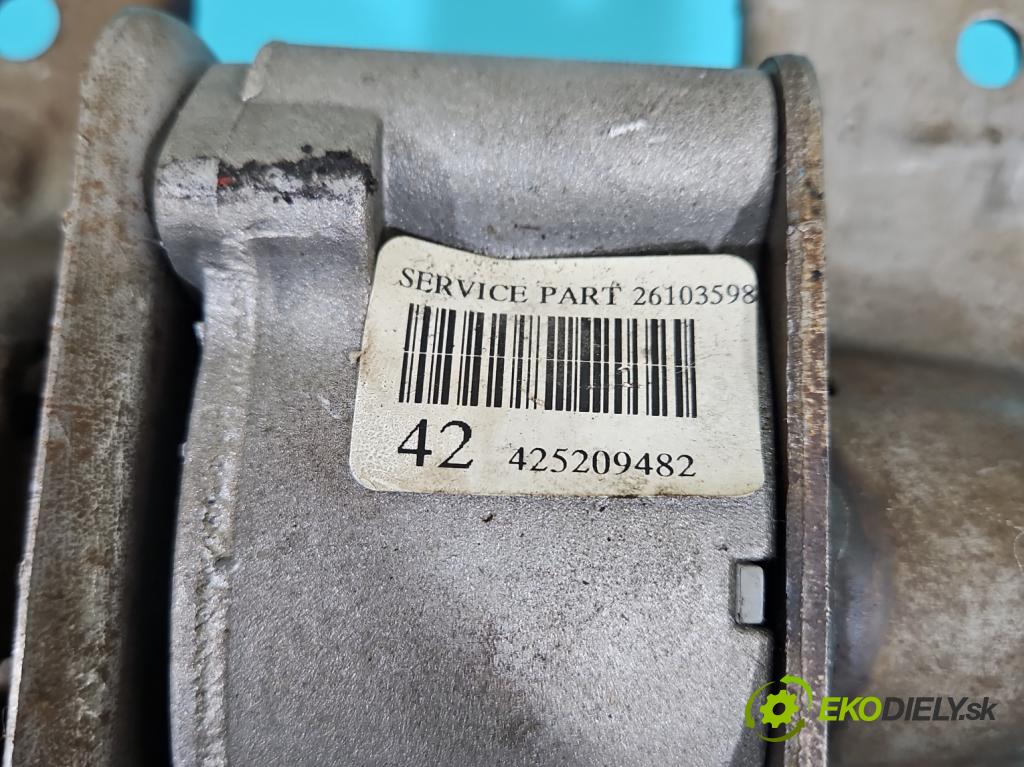 SERVICE PART 26103598
42 425209482
EKODIELY.sk